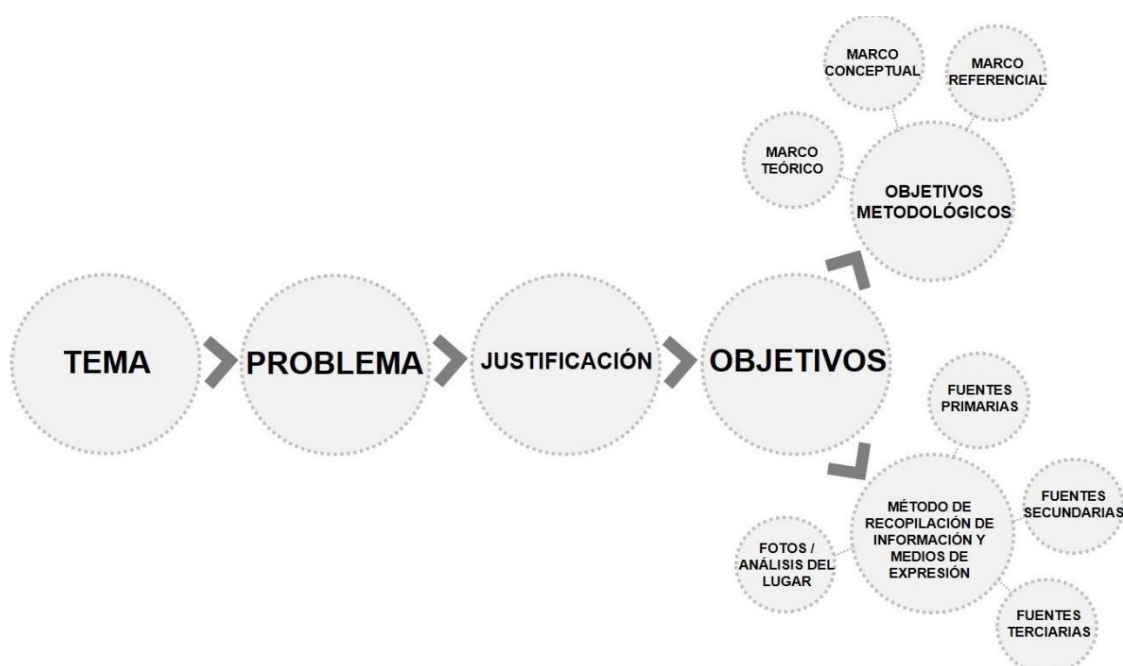 TEMA
PROBLEMA
JUSTIFICACIÓN
OBJETIVOS
MARCO
TEÓRICO
MARCO
CONCEPTUAL
MARCO
REFERENCIAL
OBJETIVOS
METODOLÓGICOS
FUENTES
PRIMARIAS
FUENTES
SECUNDARIAS
FUENTES
TERCIARIAS
FOTOS /
ANÁLISIS DEL
LUGAR
MÉTODO DE
RECOPILACIÓN DE
INFORMACIÓN Y
MEDIOS DE
EXPRESIÓN